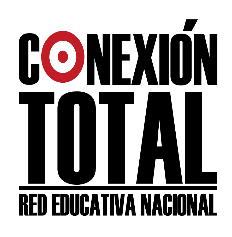 CONEXIÓN
TOTAL
RED EDUCATIVA NACIONAL